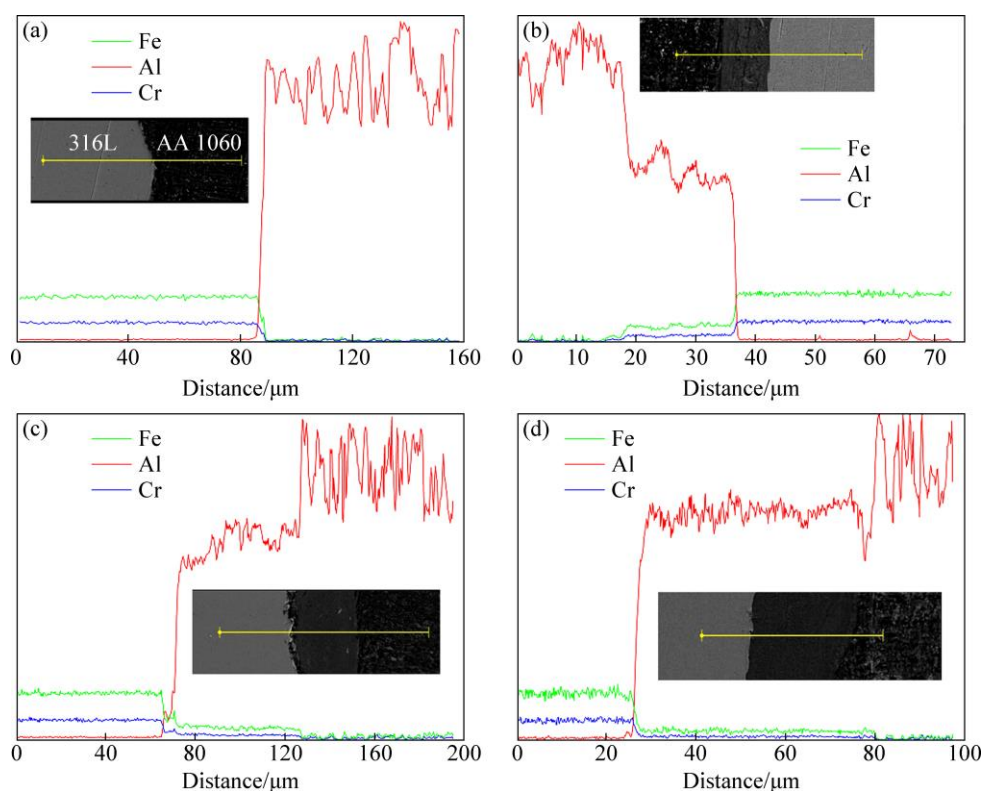 (a)
Fe
Al
Cr
316L AA 1060
0 40 80 120 160
Distance/μm
(b)
Fe
Al
Cr
0 10 20 30 40 50 60 70
Distance/μm
(c)
Fe
Al
Cr
0 40 80 120 160 200
Distance/μm
(d)
Fe
Al
Cr
0 20 40 60 80 100
Distance/μm